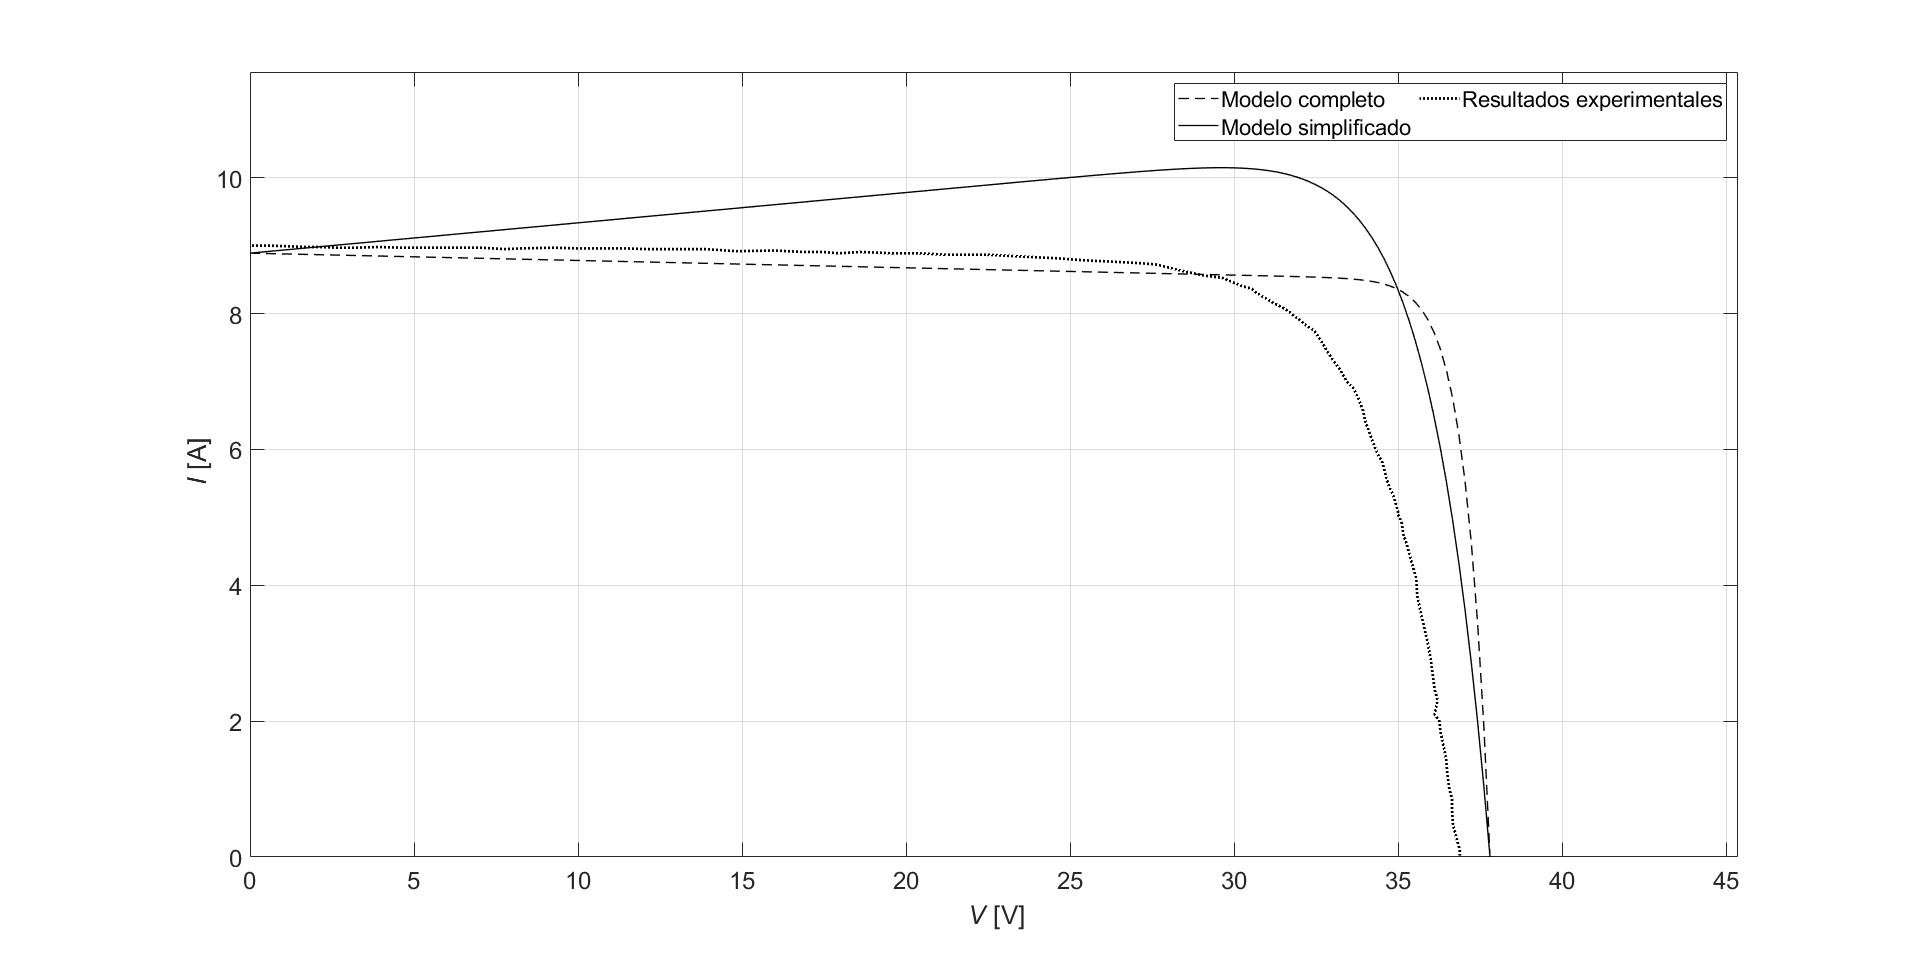 Modelo completo
Resultados experimentales
Modelo simplificado
10
8
6
4
2
0
I [A]
0 5 10 15 20 25 30 35 40 45
V [V]